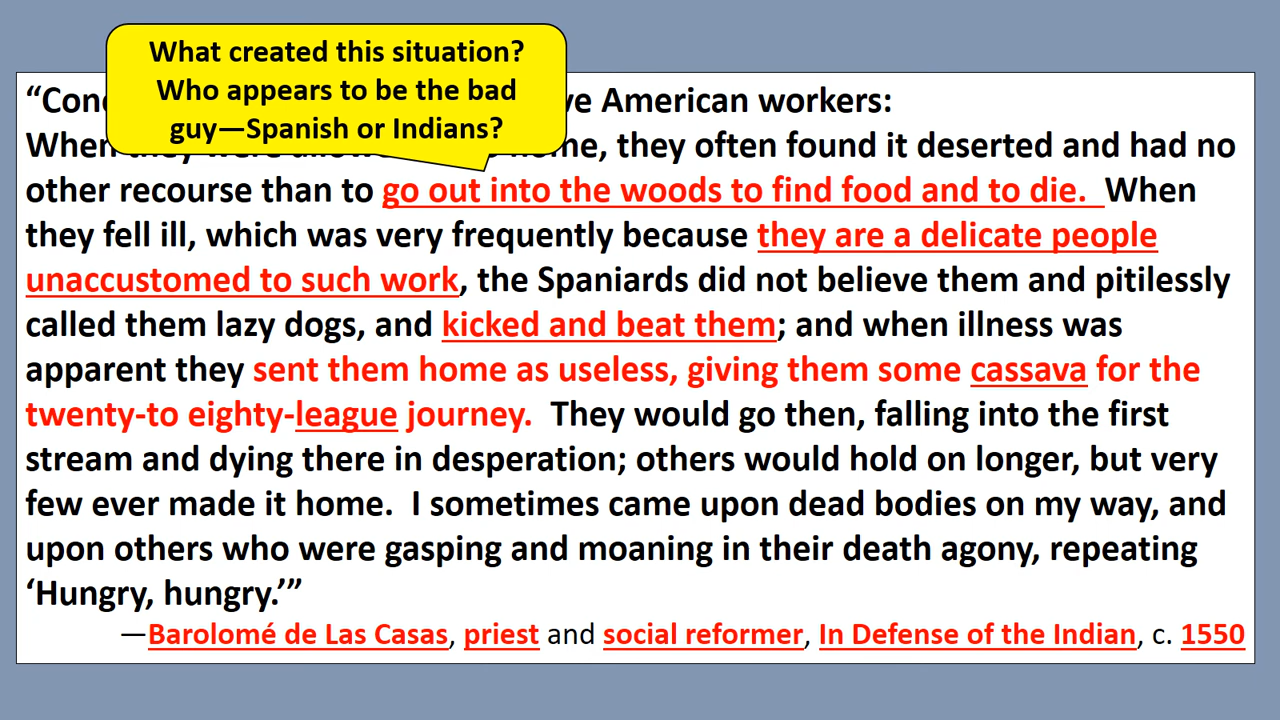 What created this situation?
Who appears to be the bad
guy—Spanish or Indians?
“Con ve American workers:
When they were home, they often found it deserted and had no
other recourse than to go out into the woods to find food and to die. When
they fell ill, which was very frequently because they are a delicate people
unaccustomed to such work, the Spaniards did not believe them and pitilessly
called them lazy dogs, and kicked and beat them; and when illness was
apparent they sent them home as useless, giving them some cassava for the
twenty-to eighty-league journey. They would go then, falling into the first
stream and dying there in desperation; others would hold on longer, but very
few ever made it home. I sometimes came upon dead bodies on my way, and
upon others who were gasping and moaning in their death agony, repeating
‘Hungry, hungry.’”
—Barolomé de Las Casas, priest and social reformer, In Defense of the Indian, c. 1550